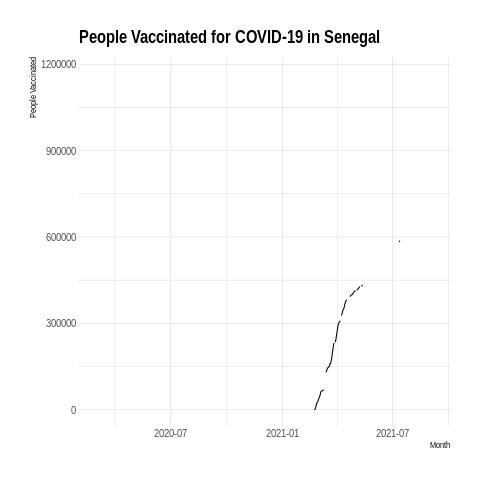 People Vaccinated for COVID-19 in Senegal
People Vaccinated
1200000
900000
600000
300000
0
2020-07 2021-01 2021-07
Month